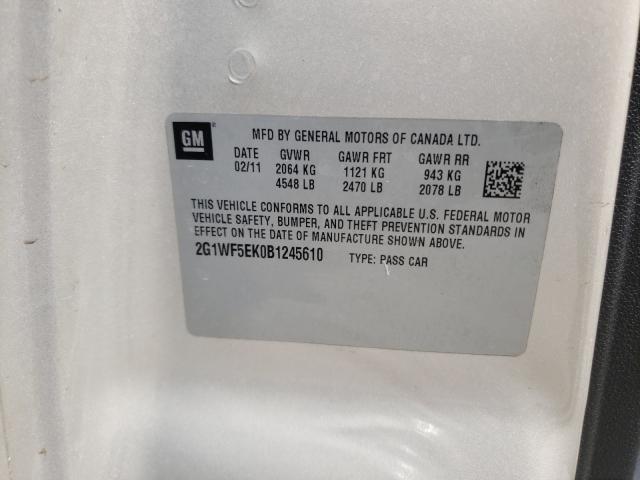 GM
MFD BY GENERAL MOTORS OF CANADA LTD.
DATE GVWR GAWR FRT GAWR RR
02/11 2064 KG 1121 KG 943 KG
4548 LB 2470 LB 2078 LB
THIS VEHICLE CONFORMS TO ALL APPLICABLE U.S. FEDERAL MOTOR
VEHICLE SAFETY, BUMPER, AND THEFT PREVENTION STANDARDS IN
EFFECT ON THE DATE OF MANUFACTURE SHOWN ABOVE.
2G1WF5EK0B1245610 TYPE: PASS CAR